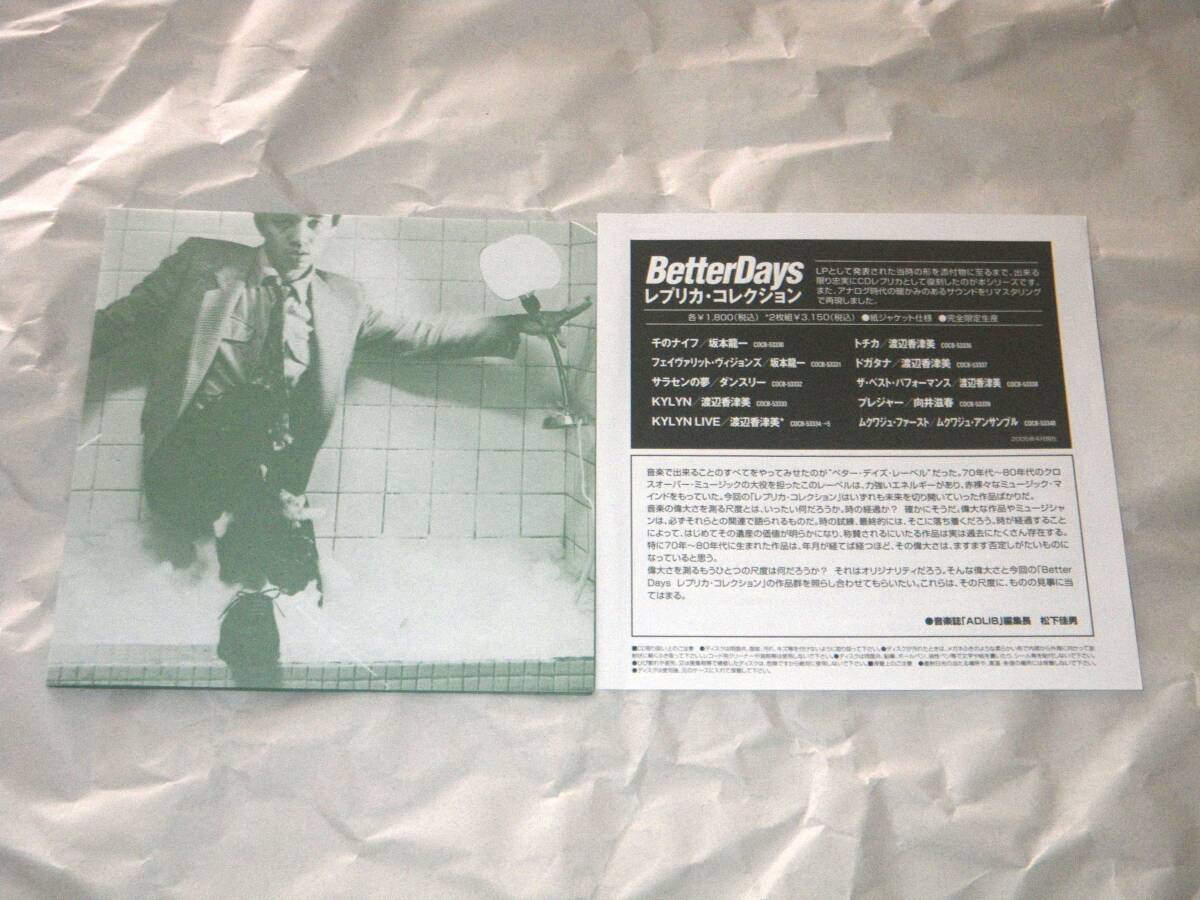 BetterDays
レプリカ・コレクション
LPとして発表された当時の形を添付物に至るまで、出来る
限り忠実にCDレプリカとして復刻したのが本シリーズです。
また、アナログ時代の暖かみのあるサウンドをリマスタリング
で再現しました。
各¥1,800(税込) *2枚組¥3,150(税込) ●紙ジャケット仕様 ●完全限定生産
千のナイフ/坂本龍一 COCB-53330
フェイヴァリット・ヴィジョンズ/坂本龍一 COCB-53331
サラセンの夢/ダンスリー COCB-53332
KYLYN/渡辺香津美 COCB-53333
KYLYN LIVE/渡辺香津美* COCB-53334→5
トチカ/渡辺香津美 COCB-53336
ドガタナ/渡辺香津美 COCB-53337
ザ・ベスト・パフォーマンス/渡辺香津美 COCB-53338
プレジャー/向井滋春 COCB-53339
ムクワジュ・ファースト/ムクワジュ・アンサンブル COCB-53340
2005年4月現在
音楽で出来ることのすべてをやってみせたのが“ベター・デイズ・レーベル”だった。70年代〜80年代のクロ
スオーバー・ミュージックの大役を担ったこのレーベルは、力強いエネルギーがあり、赤裸々なミュージック・マ
インドをもっていた。今回の「レプリカ・コレクション」はいずれも未来を切り開いていった作品ばかりだ。
音楽の偉大さを測る尺度とは、いったい何だろうか。時の経過か? 確かにそうだ。偉大な作品やミュージシャ
ンは、必ずそれらとの関連で語られるものだ。時の試練、最終的には、そこに落ち着くだろう。時が経過すること
によって、はじめてその遺産の価値が明らかになり、称賛されるにいたる作品は実は過去にたくさん存在する。
特に70年〜80年代に生まれた作品は、年月が経てば経つほど、その偉大さは、ますます否定しがたいものに
なっていると思う。
偉大さを測るもうひとつの尺度は何だろうか? それはオリジナリティだろう。そんな偉大さと今回の「Better
Days レプリカ・コレクション」の作品群を照らし合わせてもらいたい。これらは、その尺度に、ものの見事に当
てはまる。
●音楽誌「ADLIB」編集長 松下佳男